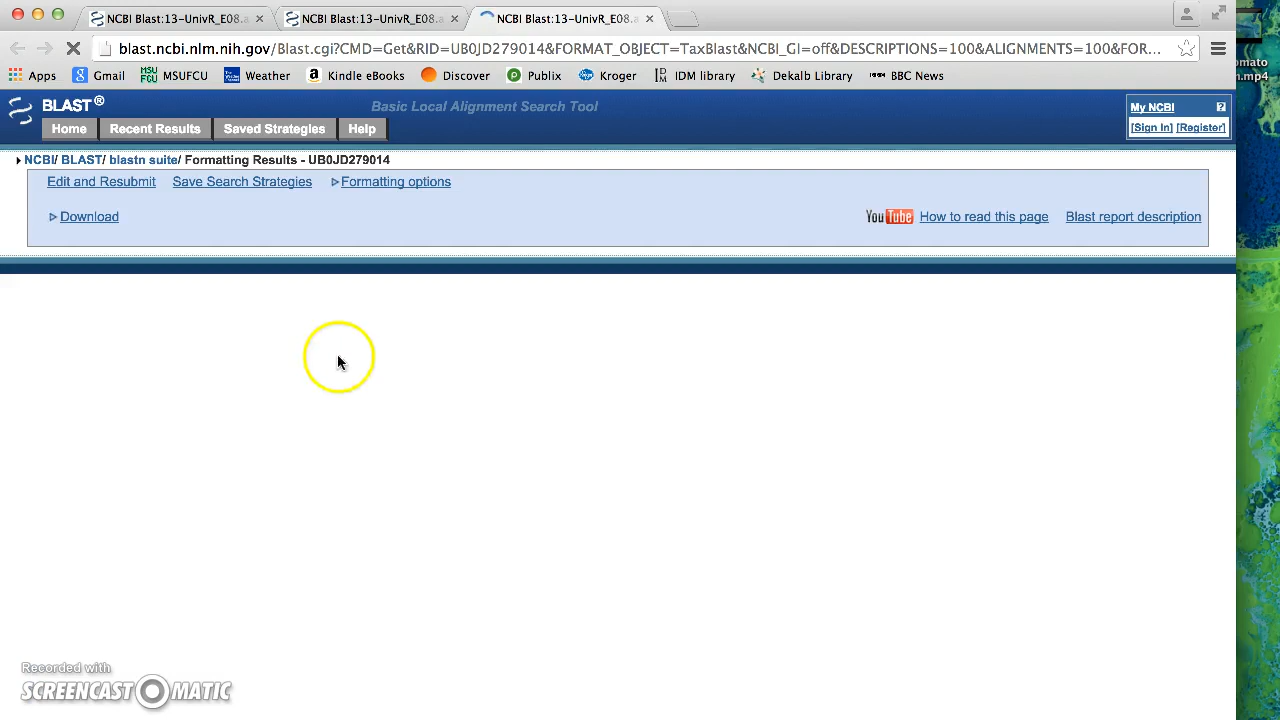 NCBI Blast:13-UnivR_E08.a
NCBI Blast:13-UnivR_E08.a
NCBI Blast:13-UnivR_E08.a
blast.ncbi.nlm.nih.gov/Blast.cgi?CMD=Get&RID=UB0JD279014&FORMAT_OBJECT=TaxBlast&NCBI_GI=off&DESCRIPTIONS=100&ALIGNMENTS=100&FOR...
Apps Gmail MSUFCU Weather Kindle eBooks Discover Publix Kroger IDM library Dekalb Library BBC News
omato
n.mp4
BLAST® Basic Local Alignment Search Tool
My NCBI ?
[Sign In] [Register]
Home Recent Results Saved Strategies Help
NCBI/ BLAST/ blastn suite/ Formatting Results - UB0JD279014
Edit and Resubmit Save Search Strategies Formatting options
Download YouTube How to read this page Blast report description
Recorded with
SCREENCAST-O-MATIC